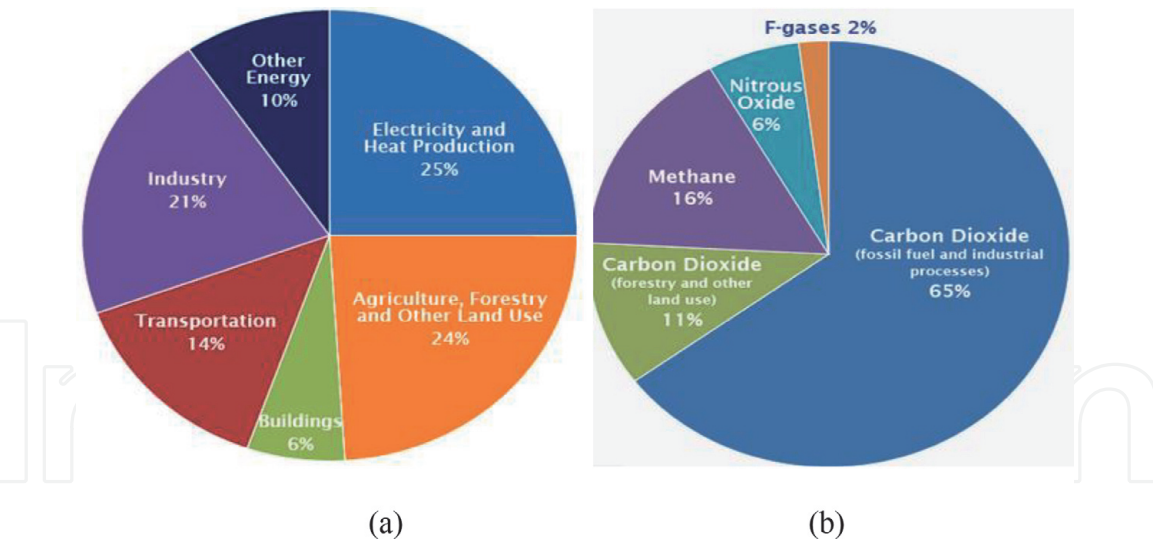 Other
Energy
10%
Electricity and
Heat Production
25%
Industry
21%
Agriculture, Forestry
and Other Land Use
24%
Transportation
14%
Buildings
6%
F-gases 2%
Nitrous
Oxide
6%
Methane
16%
Carbon Dioxide
(fossil fuel and industrial
processes)
65%
Carbon Dioxide
(forestry and other
land use)
11%
(a)
(b)